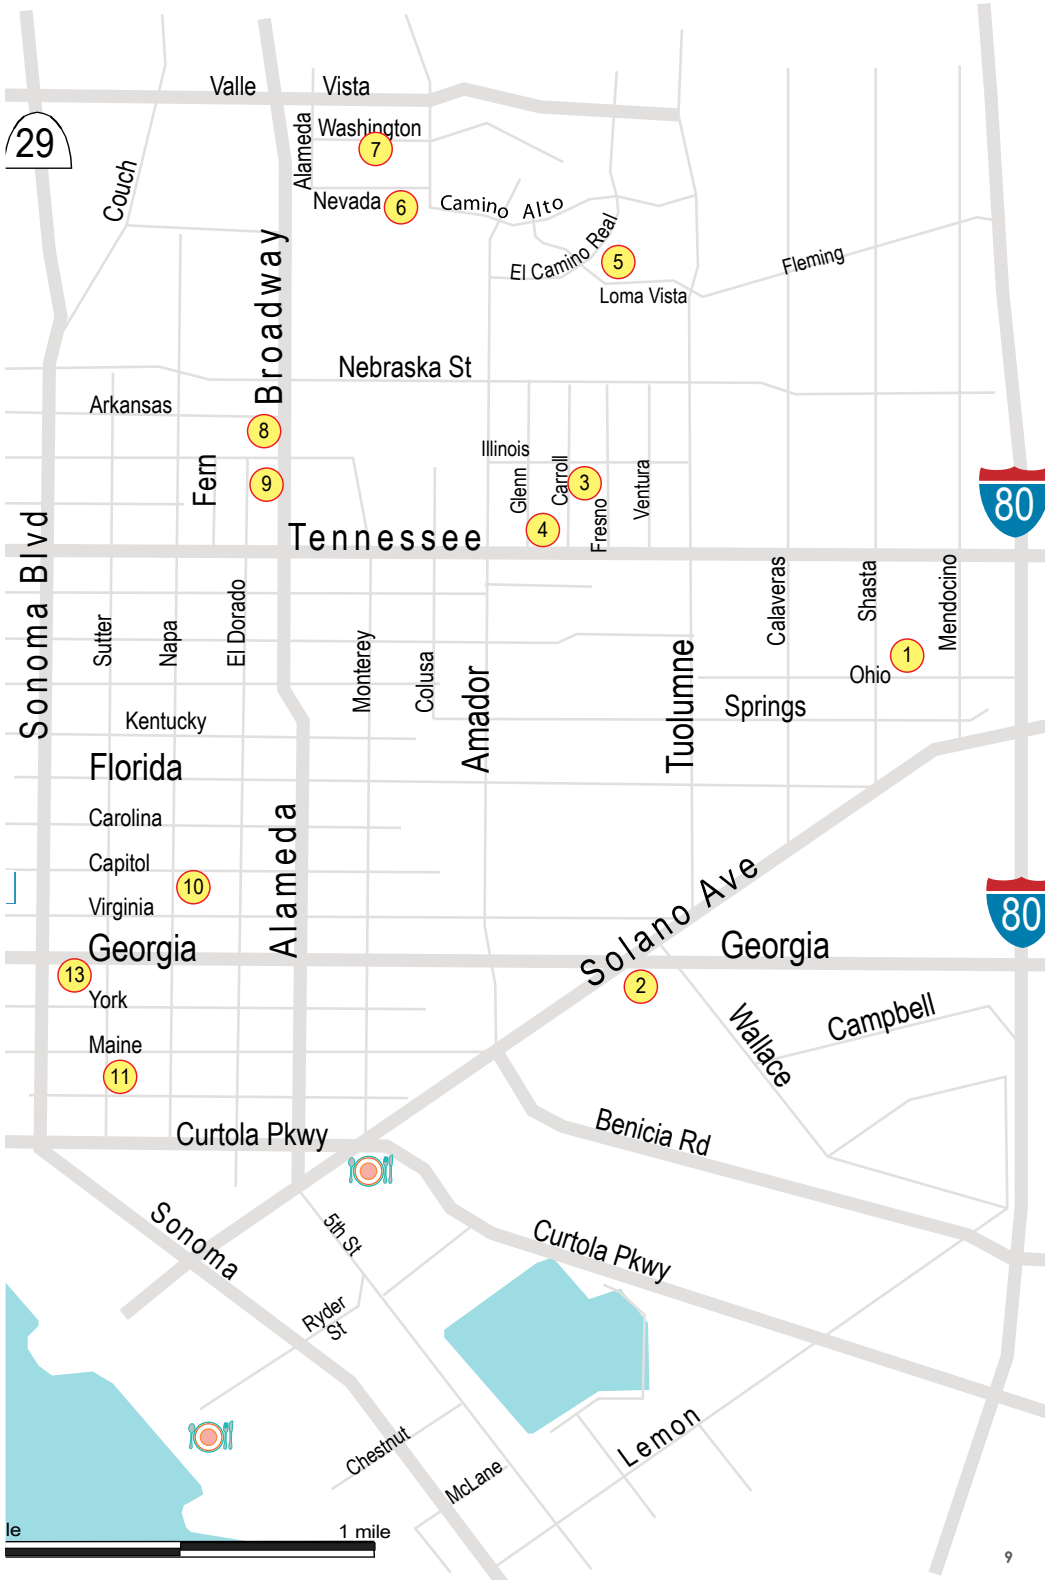 Valle Vista
Alameda
Washington
7
29
Couch
Nevada
6
Camino Alto
El Camino Real
5
Fleming
Loma Vista
Broadway
Nebraska St
Arkansas
8
Illinois
Fern
9
Glenn
Carroll
3
Fresno
Ventura
80
4
Tennessee
Sonoma Blvd
Sutter
Napa
El Dorado
Monterey
Colusa
Amador
Tuolumne
Calaveras
Shasta
Mendocino
1
Ohio
Springs
Kentucky
Florida
Carolina
Alameda
Capitol
10
Virginia
Solano Ave
80
Georgia
Georgia
13
2
York
Wallace
Campbell
Maine
11
Curtola Pkwy
Benicia Rd
Sonoma
5th St
Curtola Pkwy
Ryder
St
Chestnut
McLane
Lemon
le
1 mile
9